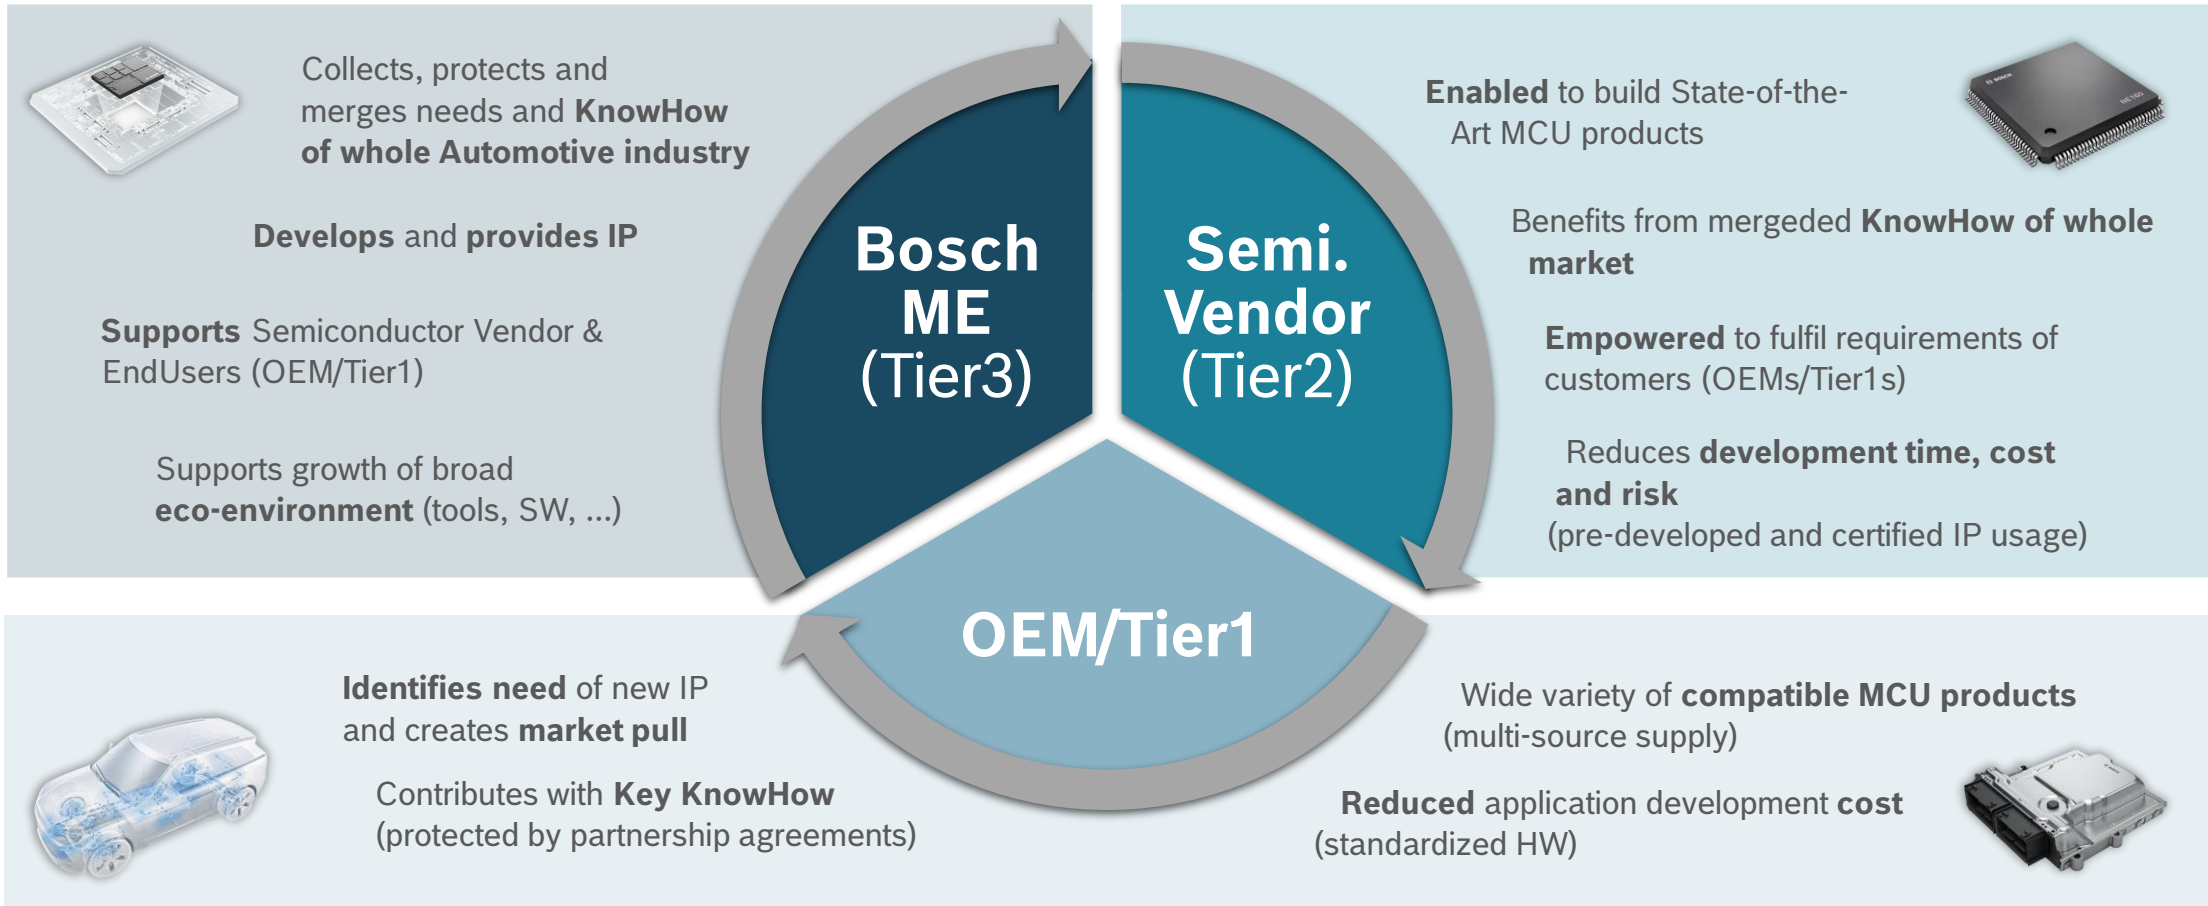 Collects, protects and
merges needs and KnowHow
of whole Automotive industry
Develops and provides IP
Supports Semiconductor Vendor &
EndUsers (OEM/Tier1)
Supports growth of broad
eco-environment (tools, SW, ...)
Bosch
ME
(Tier3)
Semi.
Vendor
(Tier2)
Enabled to build State-of-the-
Art MCU products
BOSCH
NE160
Benefits from mergeded KnowHow of whole
market
Empowered to fulfil requirements of
customers (OEMs/Tier1s)
Reduces development time, cost
and risk
(pre-developed and certified IP usage)
OEM/Tier1
Identifies need of new IP
and creates market pull
Contributes with Key KnowHow
(protected by partnership agreements)
Wide variety of compatible MCU products
(multi-source supply)
Reduced application development cost
(standardized HW)